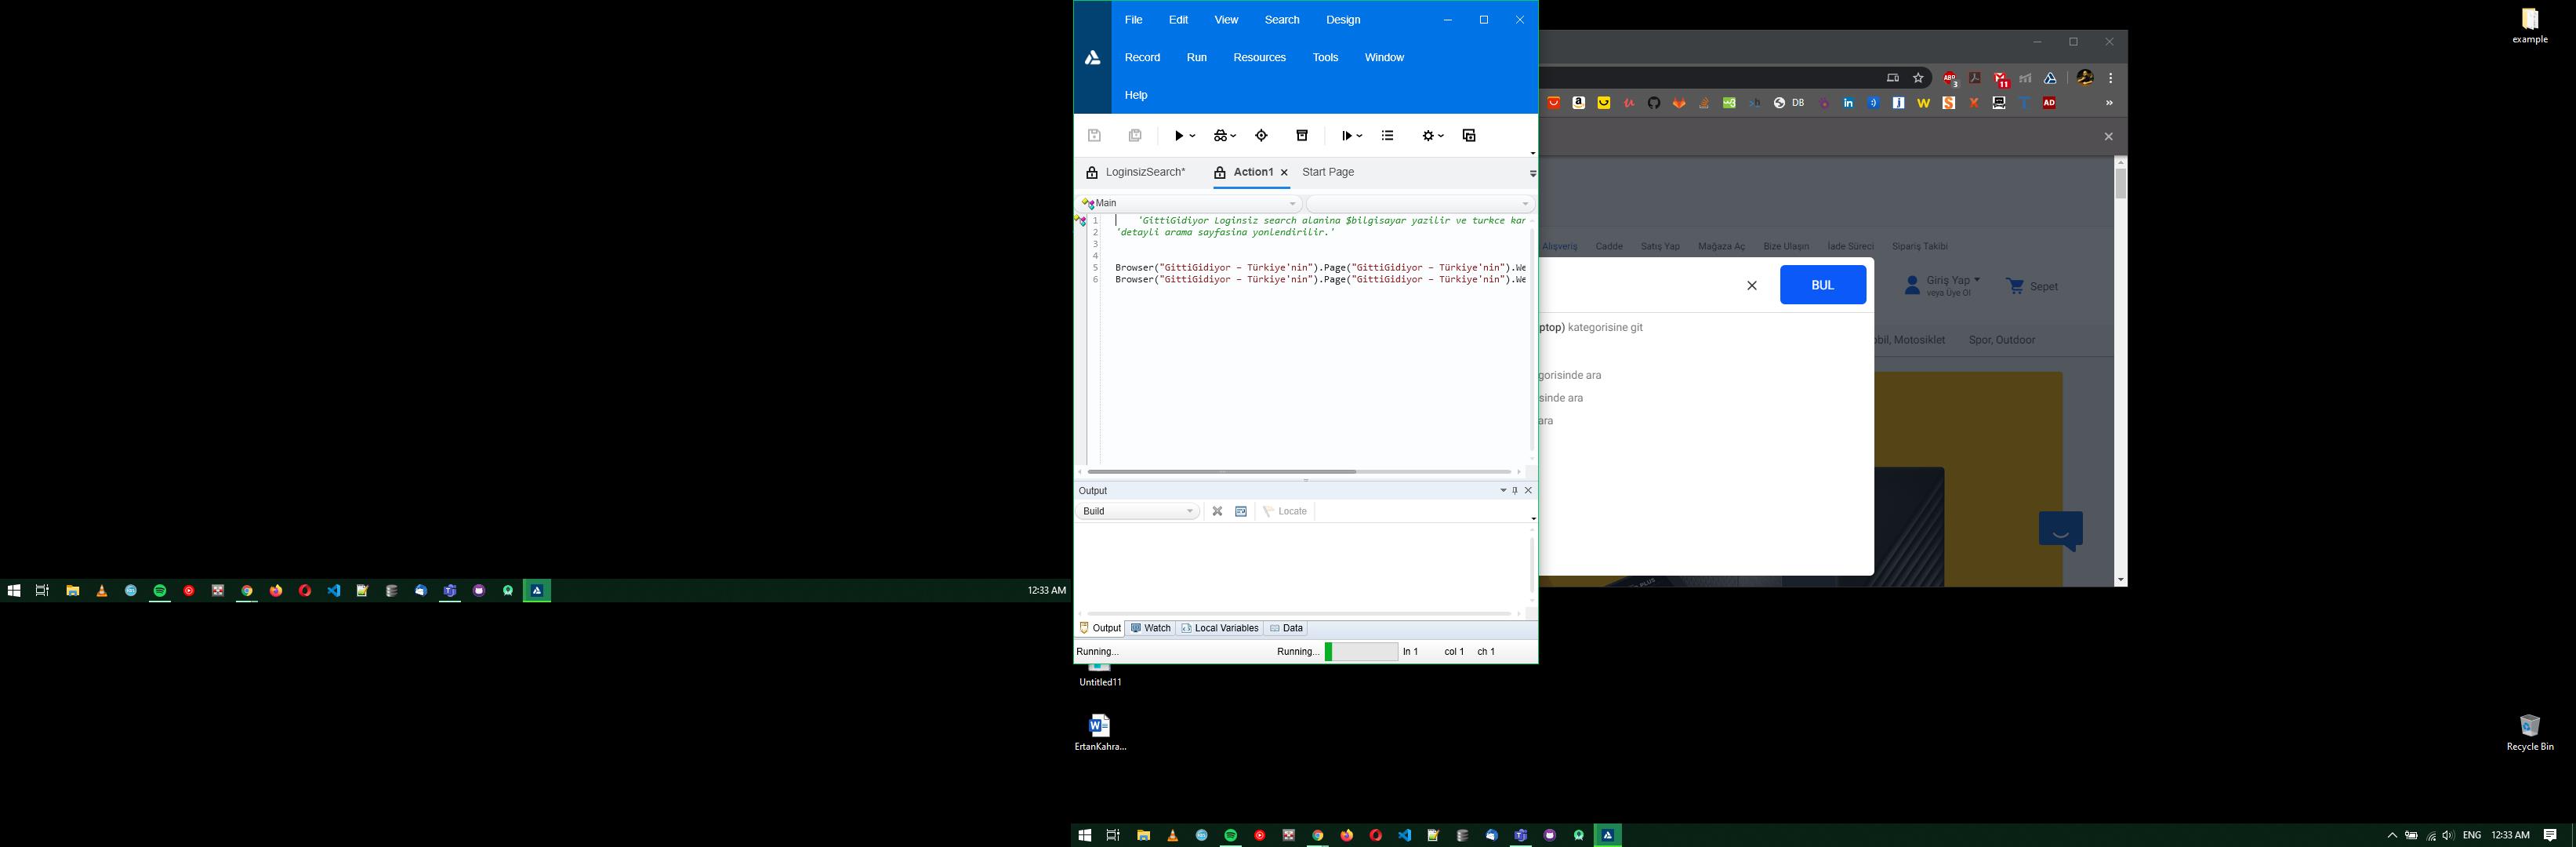 File Edit View Search Design
Record Run Resources Tools Window
Help
LoginsizSearch* Action1 Start Page
Main
1 'GittiGidiyor Loginsiz search alanina $bilgisayar yazilir ve turkce kar
2 'detayli arama sayfasina yonlendirilir.'
3
4
5 Browser("GittiGidiyor – Türkiye'nin").Page("GittiGidiyor – Türkiye'nin").We
6 Browser("GittiGidiyor – Türkiye'nin").Page("GittiGidiyor – Türkiye'nin").We
Output
Build Locate
Output Watch Local Variables Data
Running... Running... ln 1 col 1 ch 1
ABP 3 11
DB AD
Alışveriş Cadde Satış Yap Mağaza Aç Bize Ulaşın İade Süreci Sipariş Takibi
BUL
Giriş Yap
veya Üye Ol
Sepet
ptop) kategorisine git
bil, Motosiklet Spor, Outdoor
gorisinde ara
sinde ara
ara
PLUS
example
Untitled11
ErtanKahra...
Recycle Bin
12:33 AM
ENG 12:33 AM